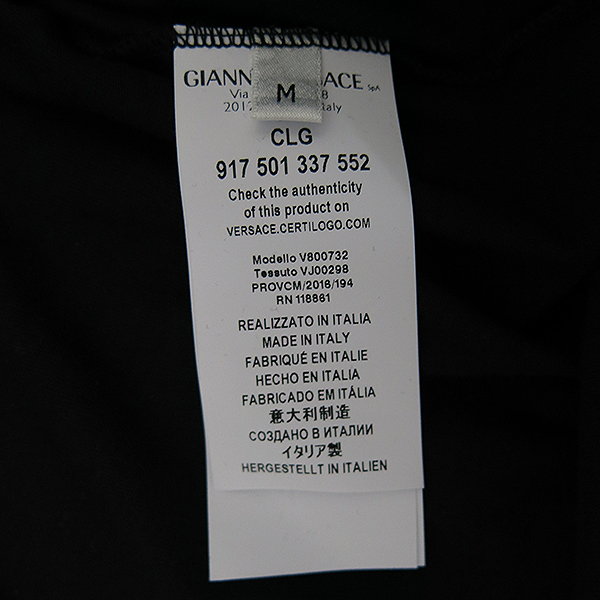 GIANN ACE SpA
Via 8
2012 taly
M
CLG
917 501 337 552
Check the authenticity
of this product on
VERSACE.CERTILOGO.COM
Modello V800732
Tessuto VJ00298
PROVCM/2016/194
RN 118861
REALIZZATO IN ITALIA
MADE IN ITALY
FABRIQUÉ EN ITALIE
HECHO EN ITALIA
FABRICADO EM ITÁLIA
意大利制造
СОЗДАНО В ИТАЛИИ
イタリア製
HERGESTELLT IN ITALIEN